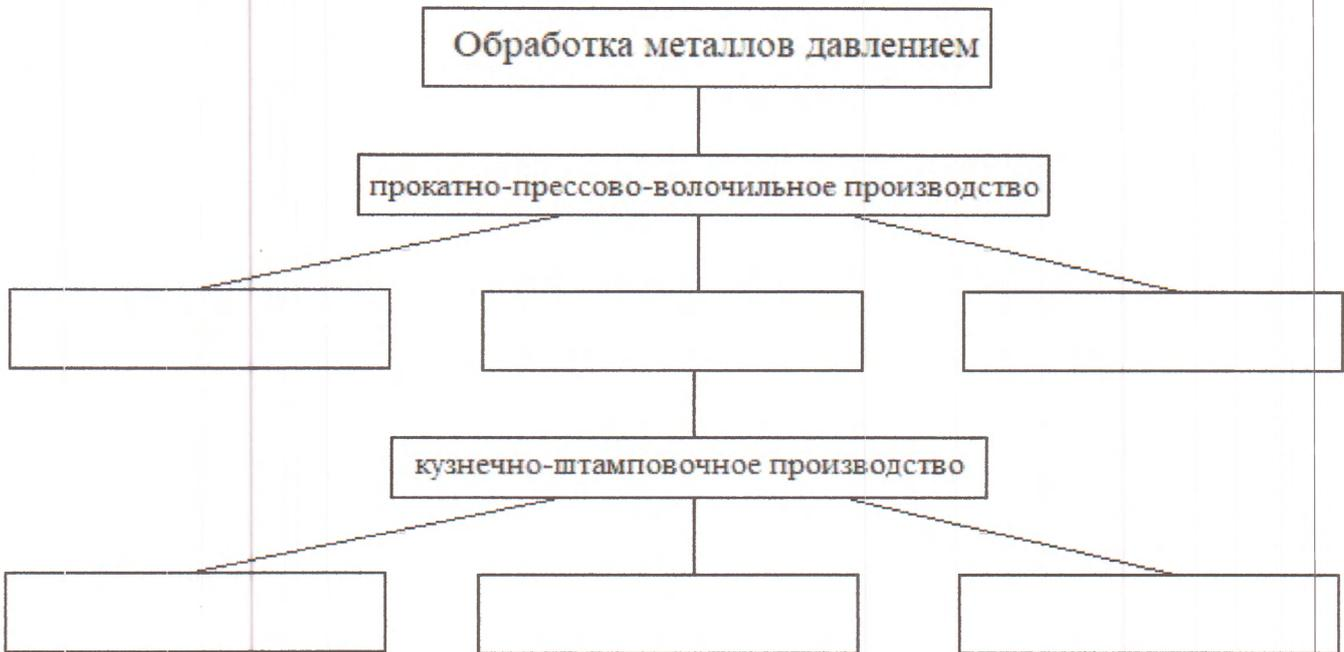 Обработка металлов давлением
прокатно-прессово-волочильное производство
кузнечно-штамповочное производство